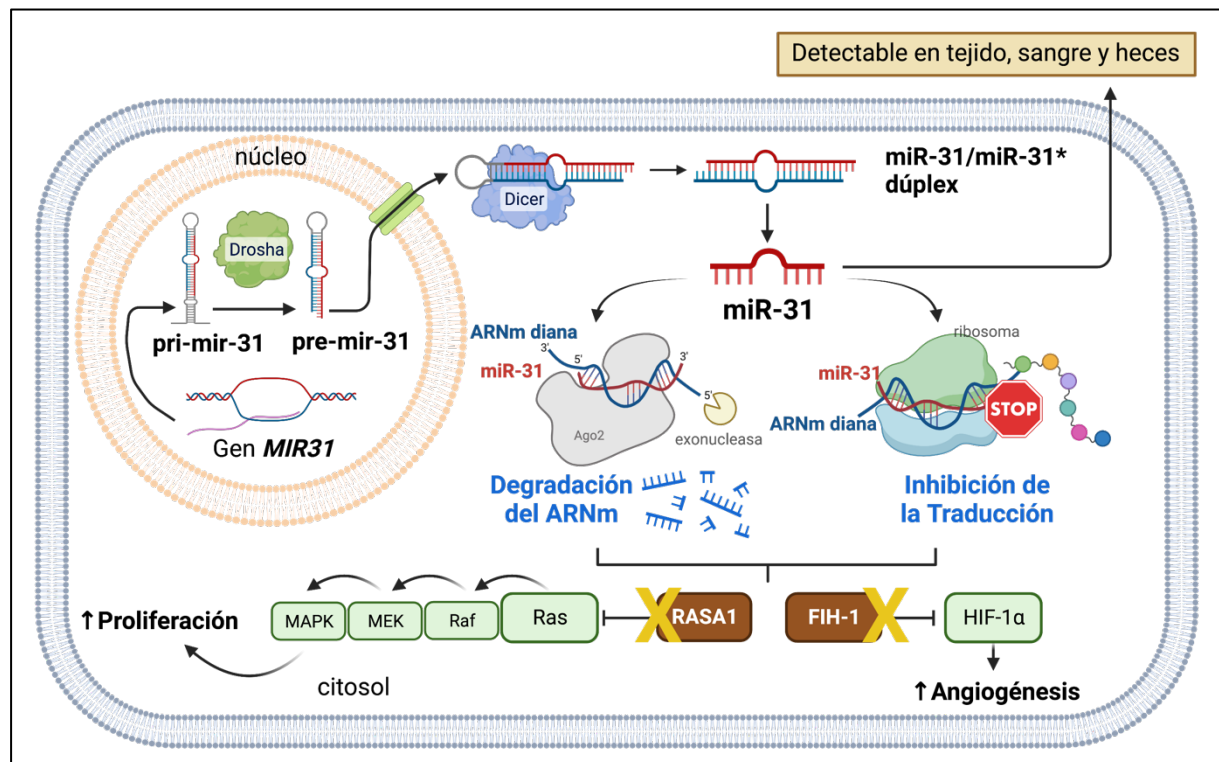 Detectable en tejido, sangre y heces
núcleo
Drosha
pri-mir-31
pre-mir-31
Gen MIR31
Dicer
miR-31/miR-31*
dúplex
miR-31
ARNm diana
3'
5'
3'
miR-31
5'
Ago2
exonucleasa
ribosoma
miR-31
STOP
ARNm diana
Degradación
del ARNm
Inhibición de
la Traducción
↑Proliferación
MAPK
MEK
Raf
Ras
RASA1
FIH-1
HIF-1α
citosol
↑Angiogénesis